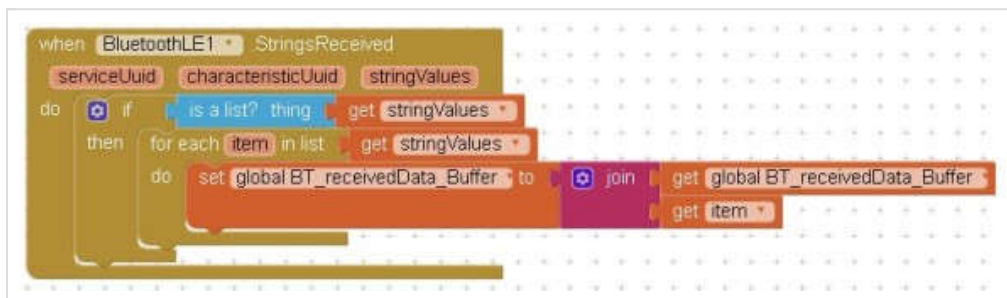 when BluetoothLE1 .StringsReceived
serviceUuid characteristicUuid stringValues
do if is a list? thing get stringValues
then for each item in list get stringValues
do set global BT_receivedData_Buffer to join get global BT_receivedData_Buffer
get item